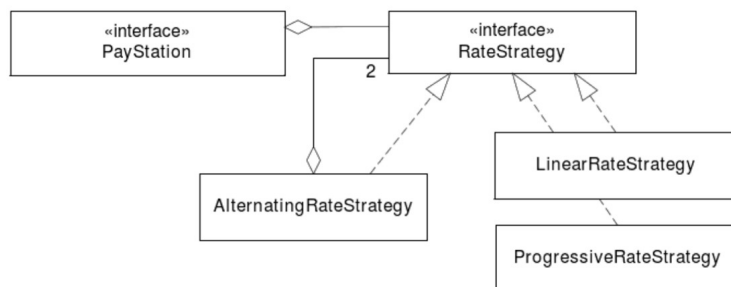 «interface»
PayStation
«interface»
RateStrategy
2
LinearRateStrategy
AlternatingRateStrategy
ProgressiveRateStrategy